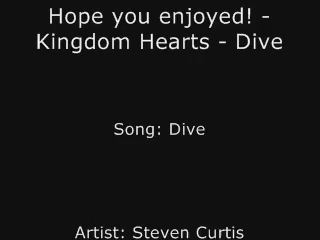 Hope you enjoyed! -
Kingdom Hearts - Dive
Song: Dive
Artist: Steven Curtis